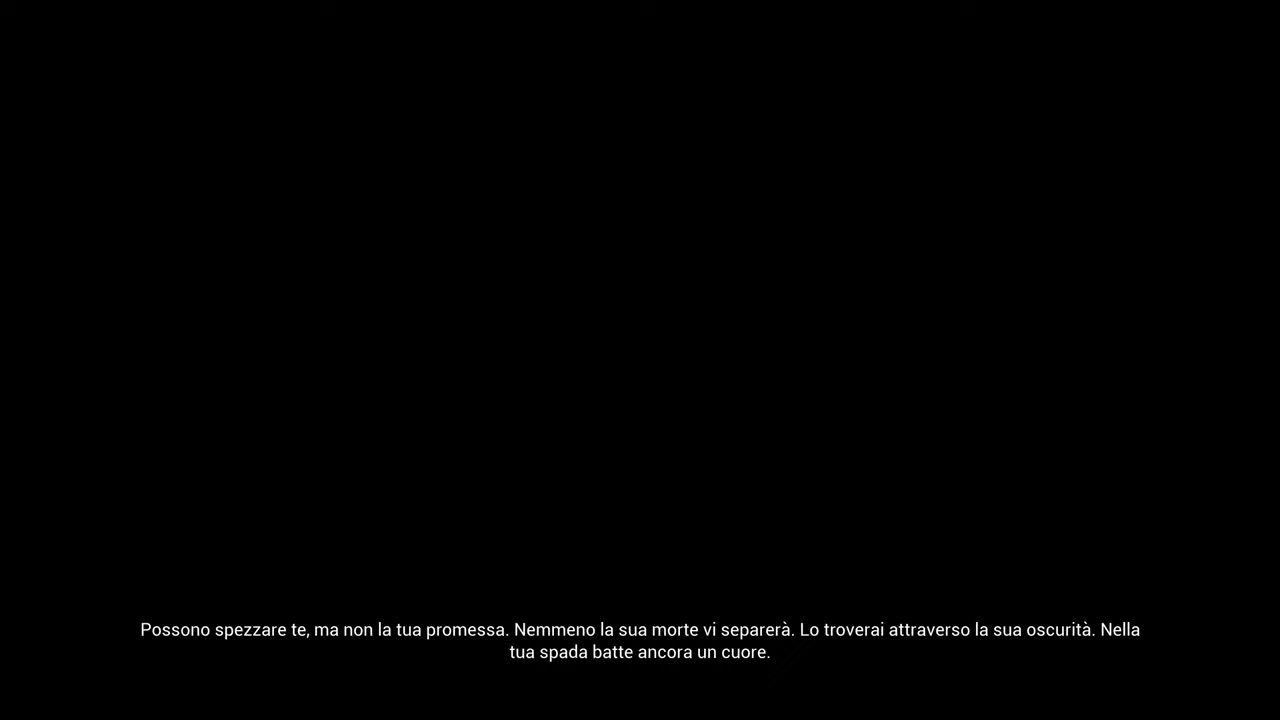 Possono spezzare te, ma non la tua promessa. Nemmeno la sua morte vi separerà. Lo troverai attraverso la sua oscurità. Nella
tua spada batte ancora un cuore.